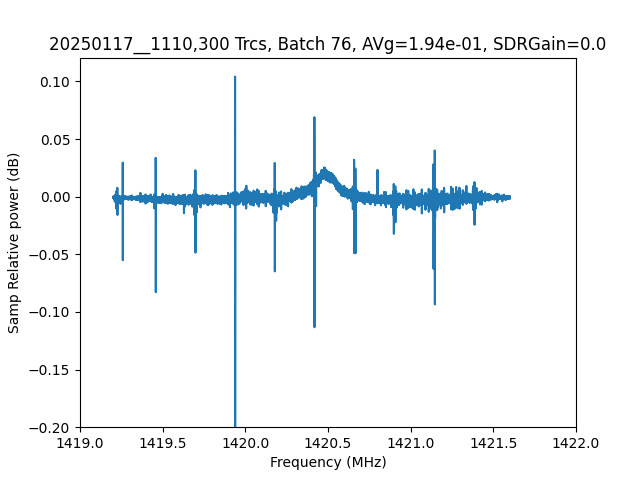 20250117__1110,300 Trcs, Batch 76, AVg=1.94e-01, SDRGain=0.0
Samp Relative power (dB)
0.10
0.05
0.00
−0.05
−0.10
−0.15
−0.20
1419.0 1419.5 1420.0 1420.5 1421.0 1421.5 1422.0
Frequency (MHz)